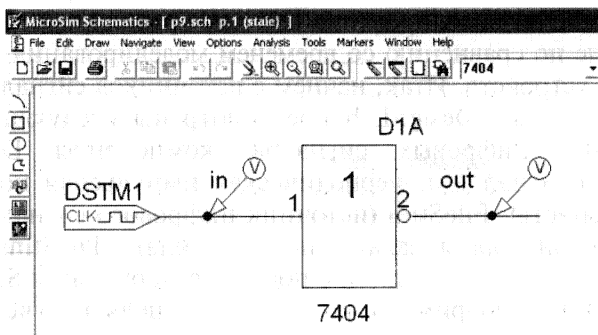 MicroSim Schematics - [ p9.sch p.1 (stale) ]
File Edit Draw Navigate View Options Analysis Tools Markers Window Help
7404
D1A
V
V
in
1
out
DSTM1
1
2
CLK
7404